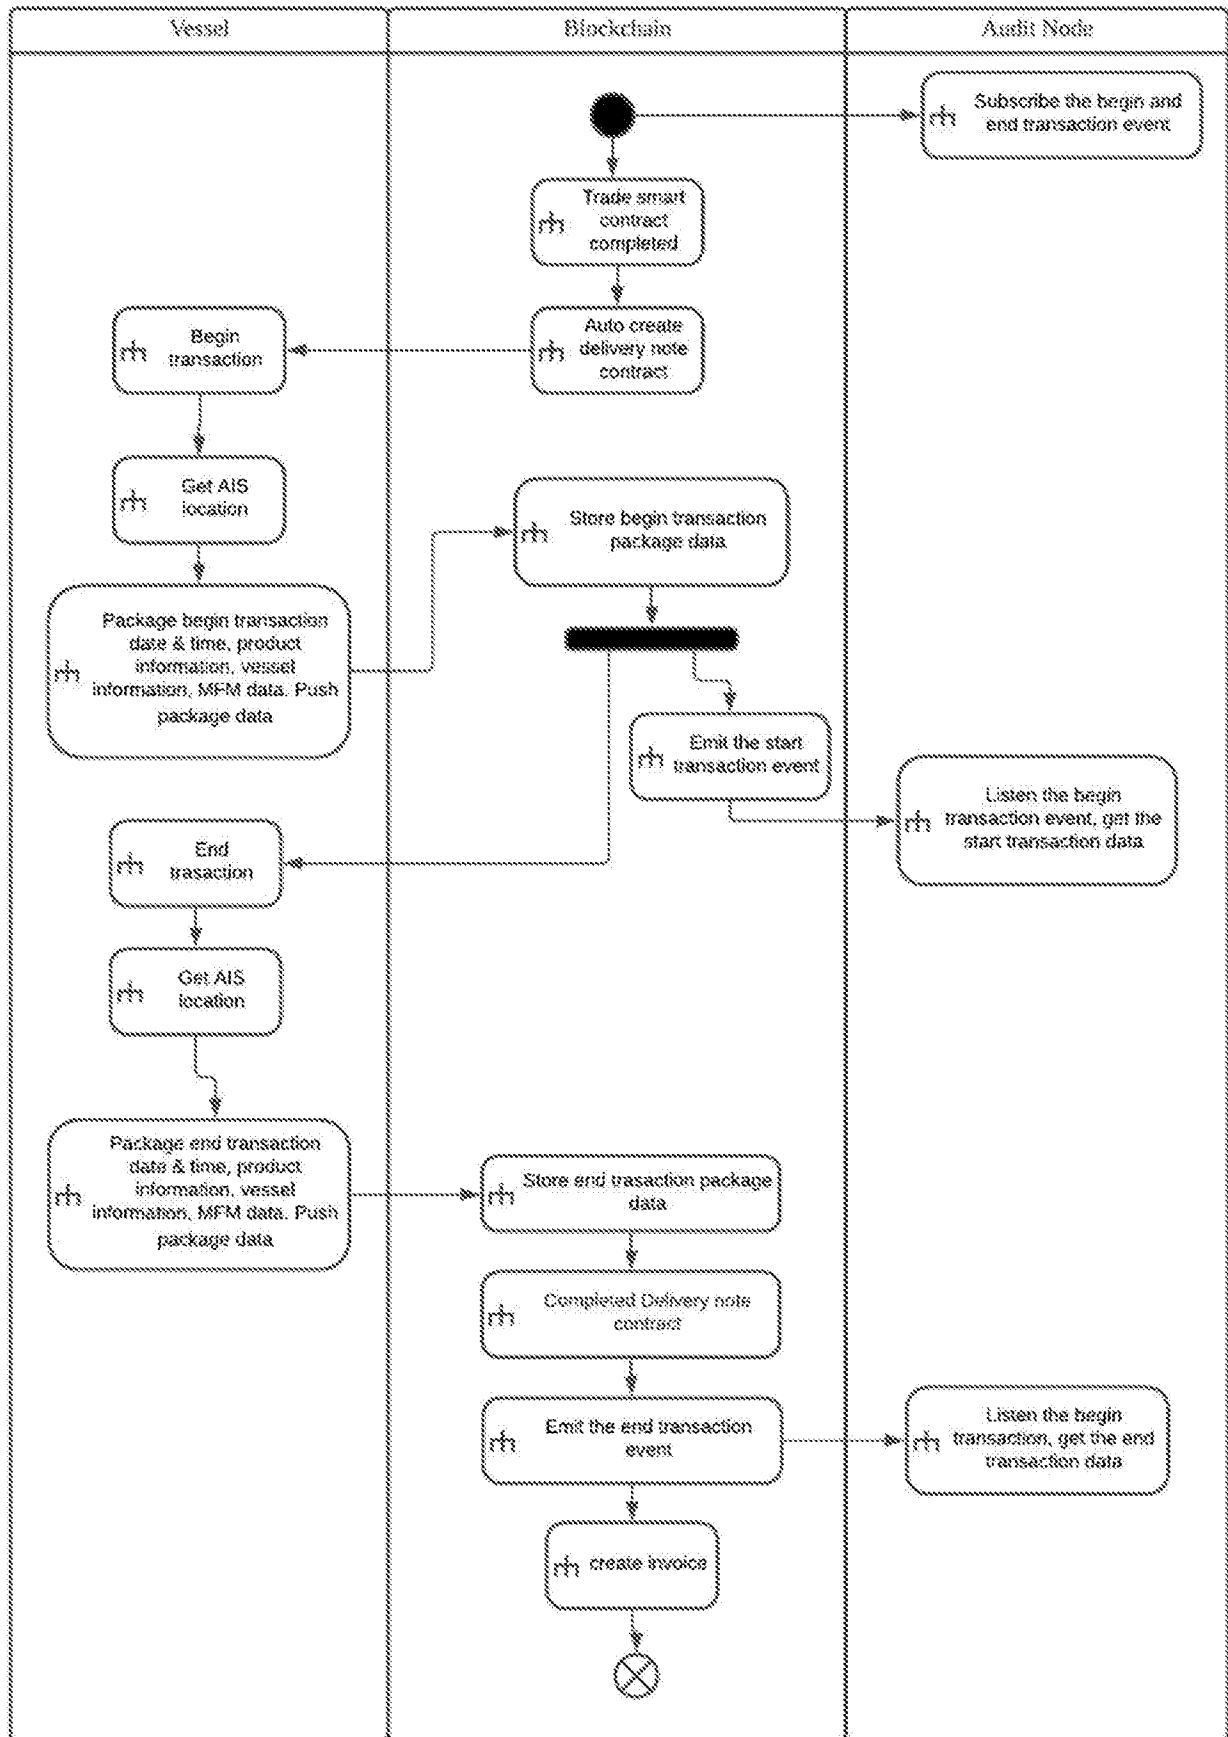 Vessel
Blockchain
Audit Node
Subscribe the begin and
end transaction event
Trade smart
contract
completed
Auto create
delivery note
contract
Begin
transaction
Get AIS
location
Store begin transaction
package data
Package begin transaction
date & time, product
information, vessel
information, MFM data. Push
package data
Emit the start
transaction event
Listen the begin
transaction event, get the
start transaction data
End
trasaction
Get AIS
location
Package end transaction
date & time, product
information, vessel
information, MFM data. Push
package data
Store end trasaction package
data
Completed Delivery note
contract
Emit the end transaction
event
Listen the begin
transaction, get the end
transaction data
create invoice